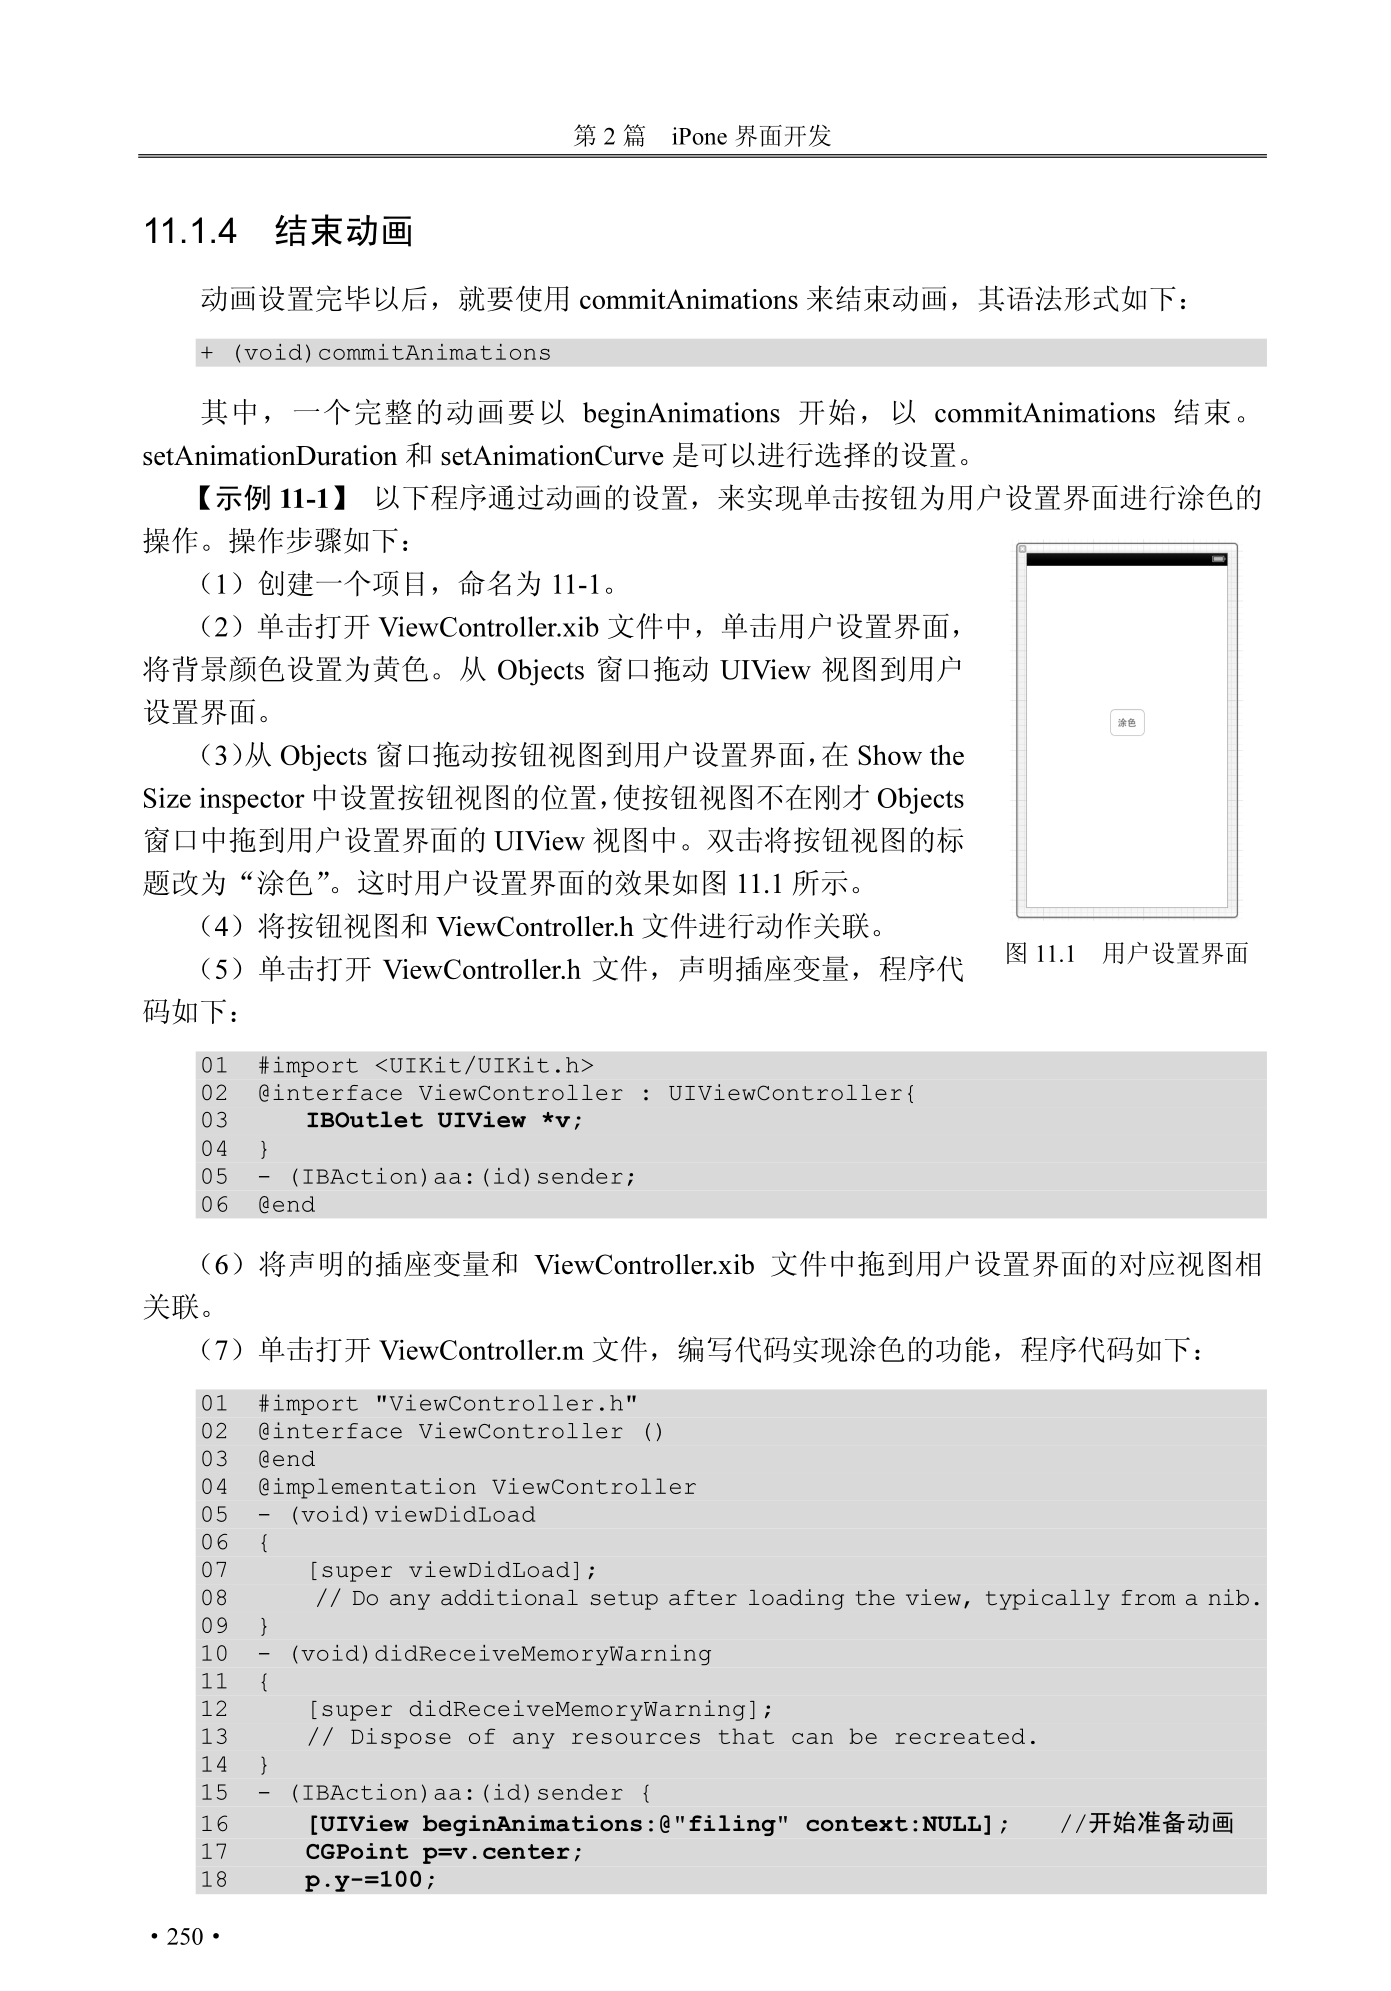 第 2 篇　iPone 界面开发
11.1.4　结束动画
动画设置完毕以后，就要使用 commitAnimations 来结束动画，其语法形式如下：
+ (void)commitAnimations
其中，一个完整的动画要以 beginAnimations 开始，以 commitAnimations 结束。
setAnimationDuration 和 setAnimationCurve 是可以进行选择的设置。
【示例 11-1】 以下程序通过动画的设置，来实现单击按钮为用户设置界面进行涂色的
操作。操作步骤如下：
（1）创建一个项目，命名为 11-1。
（2）单击打开 ViewController.xib 文件中，单击用户设置界面，
将背景颜色设置为黄色。从 Objects 窗口拖动 UIView 视图到用户
设置界面。
（3）从 Objects 窗口拖动按钮视图到用户设置界面，在 Show the
Size inspector 中设置按钮视图的位置，使按钮视图不在刚才 Objects
窗口中拖到用户设置界面的 UIView 视图中。双击将按钮视图的标
题改为“涂色”。这时用户设置界面的效果如图 11.1 所示。
（4）将按钮视图和 ViewController.h 文件进行动作关联。
（5）单击打开 ViewController.h 文件，声明插座变量，程序代
码如下：
涂色
图 11.1　用户设置界面
01 #import <UIKit/UIKit.h>
02 @interface ViewController : UIViewController{
03     IBOutlet UIView *v;
04 }
05 - (IBAction)aa:(id)sender;
06 @end
（6）将声明的插座变量和 ViewController.xib 文件中拖到用户设置界面的对应视图相
关联。
（7）单击打开 ViewController.m 文件，编写代码实现涂色的功能，程序代码如下：
01 #import "ViewController.h"
02 @interface ViewController ()
03 @end
04 @implementation ViewController
05 - (void)viewDidLoad
06 {
07     [super viewDidLoad];
08     // Do any additional setup after loading the view, typically from a nib.
09 }
10 - (void)didReceiveMemoryWarning
11 {
12     [super didReceiveMemoryWarning];
13     // Dispose of any resources that can be recreated.
14 }
15 - (IBAction)aa:(id)sender {
16     [UIView beginAnimations:@"filing" context:NULL];   //开始准备动画
17     CGPoint p=v.center;
18     p.y-=100;
·250·